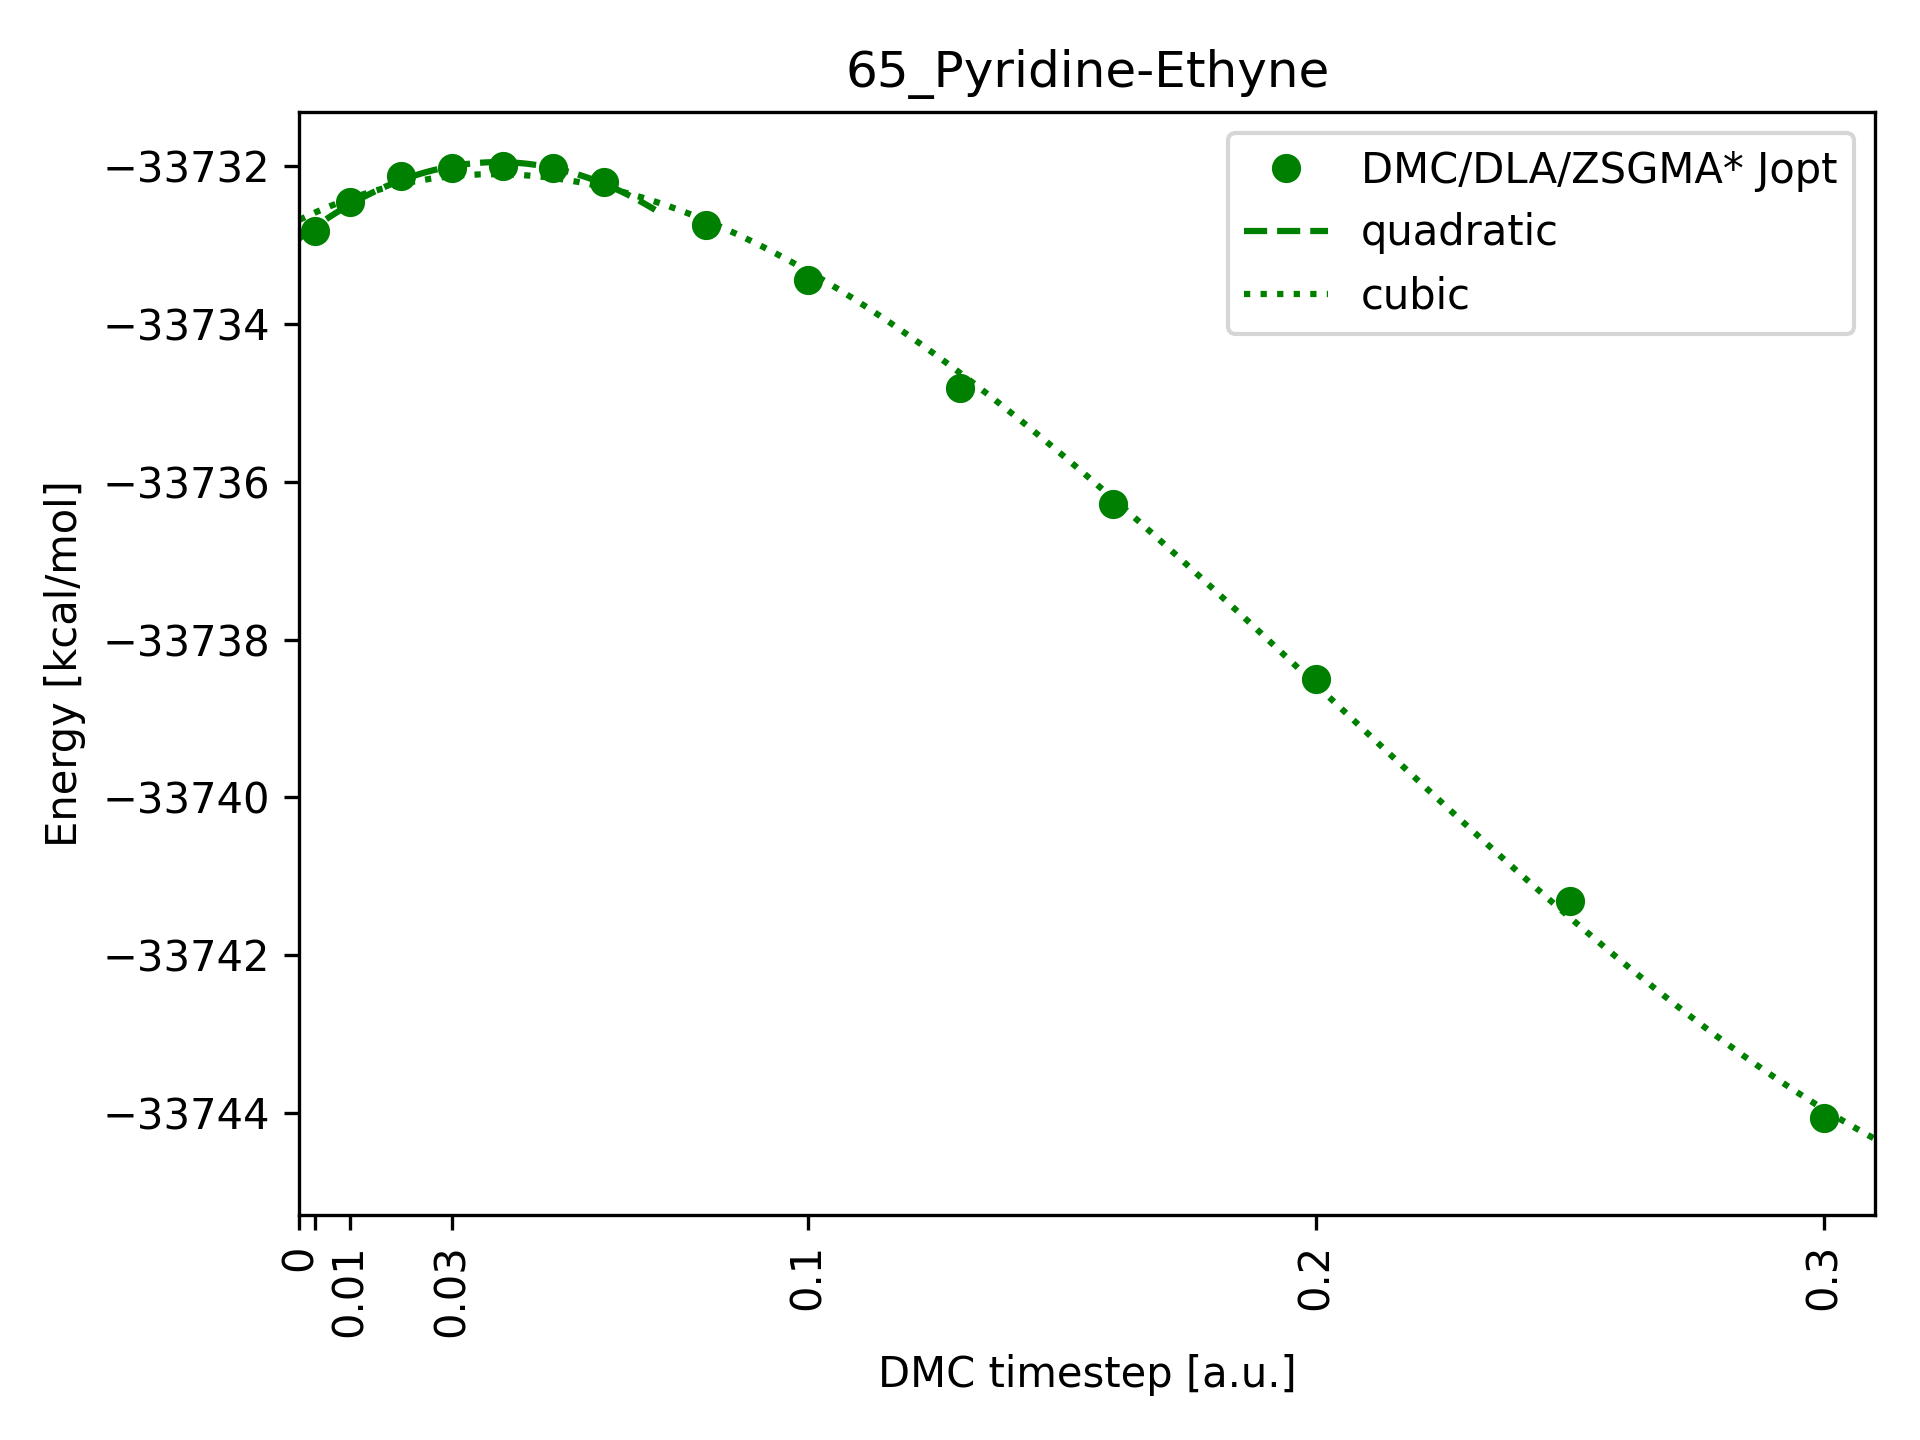 65_Pyridine-Ethyne
DMC/DLA/ZSGMA* Jopt
quadratic
cubic
−33732
−33734
−33736
−33738
−33740
−33742
−33744
Energy [kcal/mol]
0
0.01
0.03
0.1
0.2
0.3
DMC timestep [a.u.]